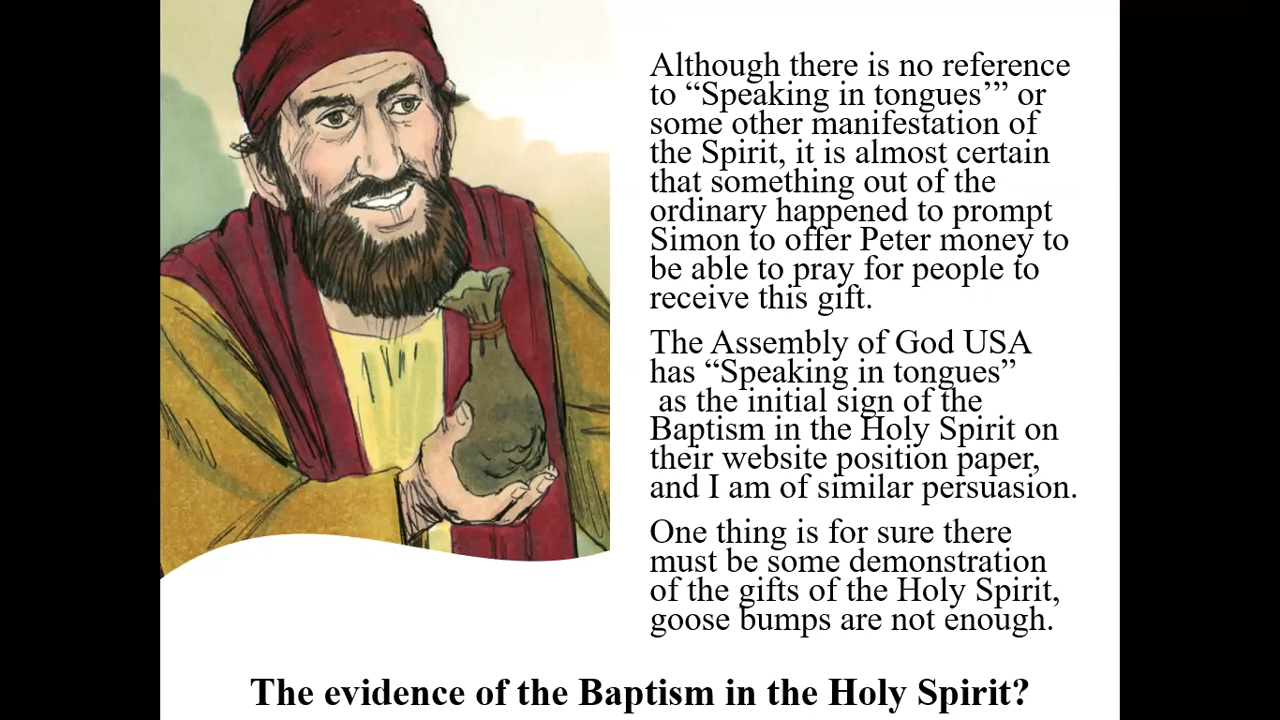 Although there is no reference
to “Speaking in tongues’” or
some other manifestation of
the Spirit, it is almost certain
that something out of the
ordinary happened to prompt
Simon to offer Peter money to
be able to pray for people to
receive this gift.
The Assembly of God USA
has “Speaking in tongues”
as the initial sign of the
Baptism in the Holy Spirit on
their website position paper,
and I am of similar persuasion.
One thing is for sure there
must be some demonstration
of the gifts of the Holy Spirit,
goose bumps are not enough.
The evidence of the Baptism in the Holy Spirit?